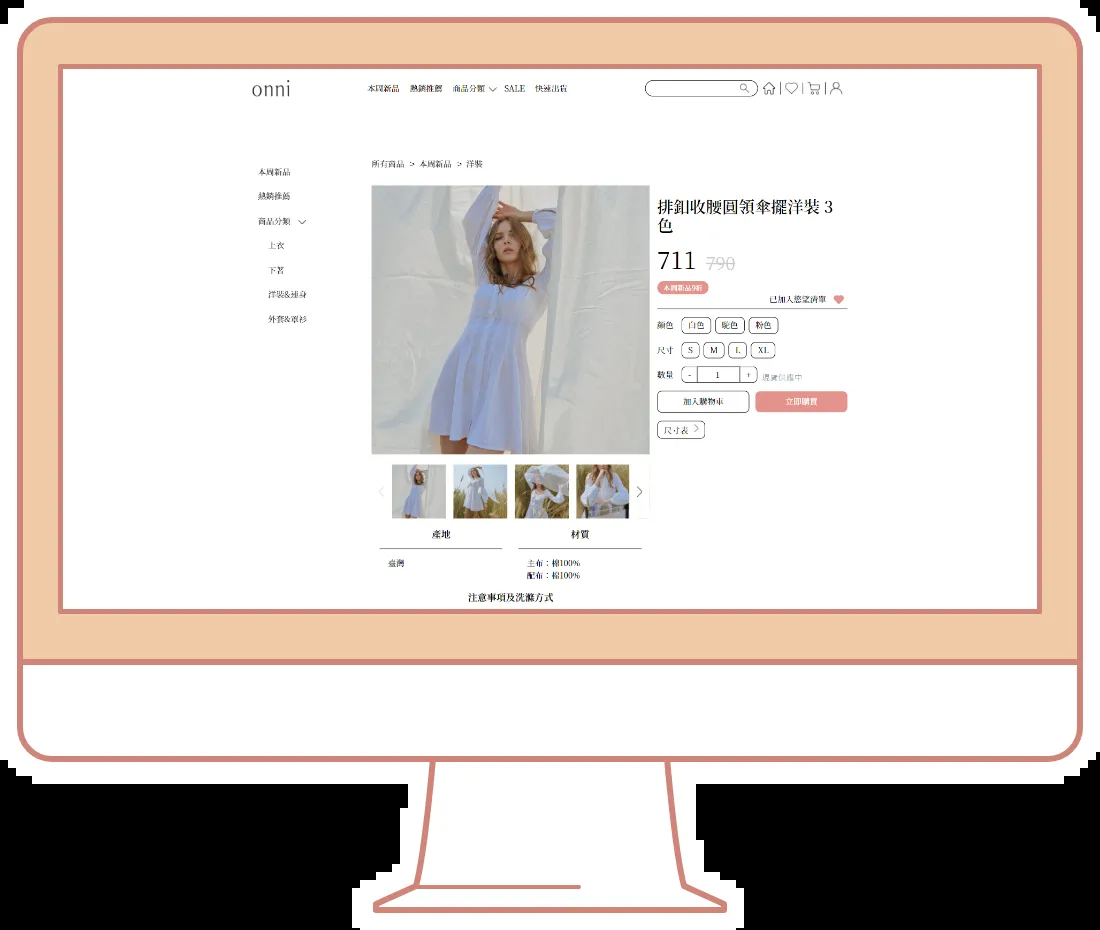 onni
本周新品 熱銷推薦 商品分類 SALE 快速出貨
所有商品 > 本周新品 > 洋裝
本周新品
熱銷推薦
商品分類
上衣
下著
洋裝&連身
外套&罩衫
排釦收腰圓領傘擺洋裝 3
色
711 790
本周新品9折
已加入慾望清單
顏色 白色 駝色 粉色
尺寸 S M L XL
數量 - 1 + 現貨供應中
加入購物車 立即購買
尺寸表
產地 材質
臺灣
主布：棉100%
配布：棉100%
注意事項及洗滌方式